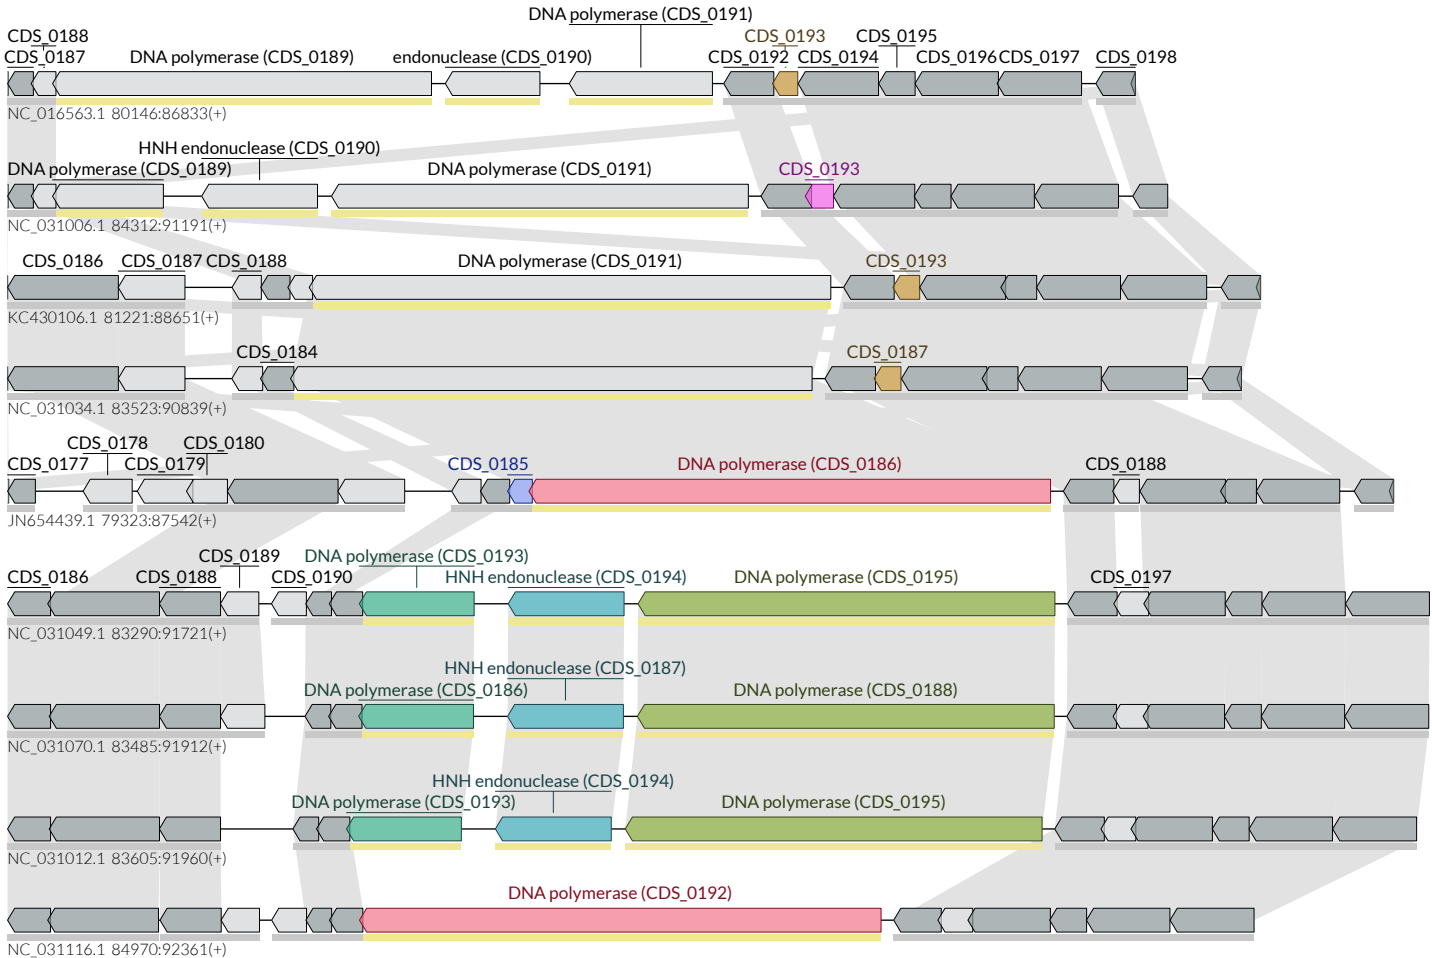 DNA polymerase (CDS_0191)
CDS_0188 CDS_0193 CDS_0195
CDS_0187 DNA polymerase (CDS_0189) endonuclease (CDS_0190) CDS_0192 CDS_0194 CDS_0196 CDS_0197 CDS_0198
NC_016563.1 80146:86833(+)
HNH endonuclease (CDS_0190)
DNA polymerase (CDS_0189) DNA polymerase (CDS_0191) CDS_0193
NC_031006.1 84312:91191(+)
CDS_0186 CDS_0187 CDS_0188 DNA polymerase (CDS_0191) CDS_0193
KC430106.1 81221:88651(+)
CDS_0184 CDS_0187
NC_031034.1 83523:90839(+)
CDS_0178 CDS_0180
CDS_0177 CDS_0179 CDS_0185 DNA polymerase (CDS_0186) CDS_0188
JN654439.1 79323:87542(+)
CDS_0189 DNA polymerase (CDS_0193)
CDS_0186 CDS_0188 CDS_0190 HNH endonuclease (CDS_0194) DNA polymerase (CDS_0195) CDS_0197
NC_031049.1 83290:91721(+)
HNH endonuclease (CDS_0187)
DNA polymerase (CDS_0186) DNA polymerase (CDS_0188)
NC_031070.1 83485:91912(+)
HNH endonuclease (CDS_0194)
DNA polymerase (CDS_0193) DNA polymerase (CDS_0195)
NC_031012.1 83605:91960(+)
DNA polymerase (CDS_0192)
NC_031116.1 84970:92361(+)